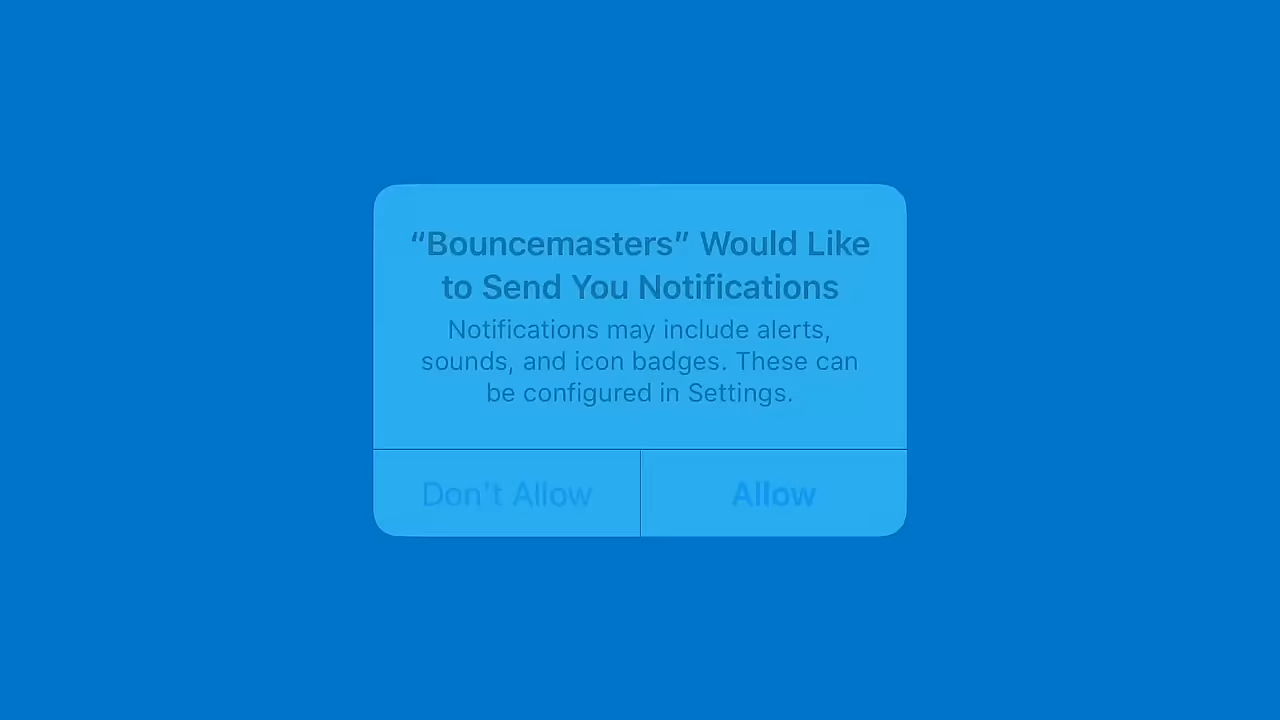 “Bouncemasters” Would Like
to Send You Notifications
Notifications may include alerts,
sounds, and icon badges. These can
be configured in Settings.
Don’t Allow
Allow